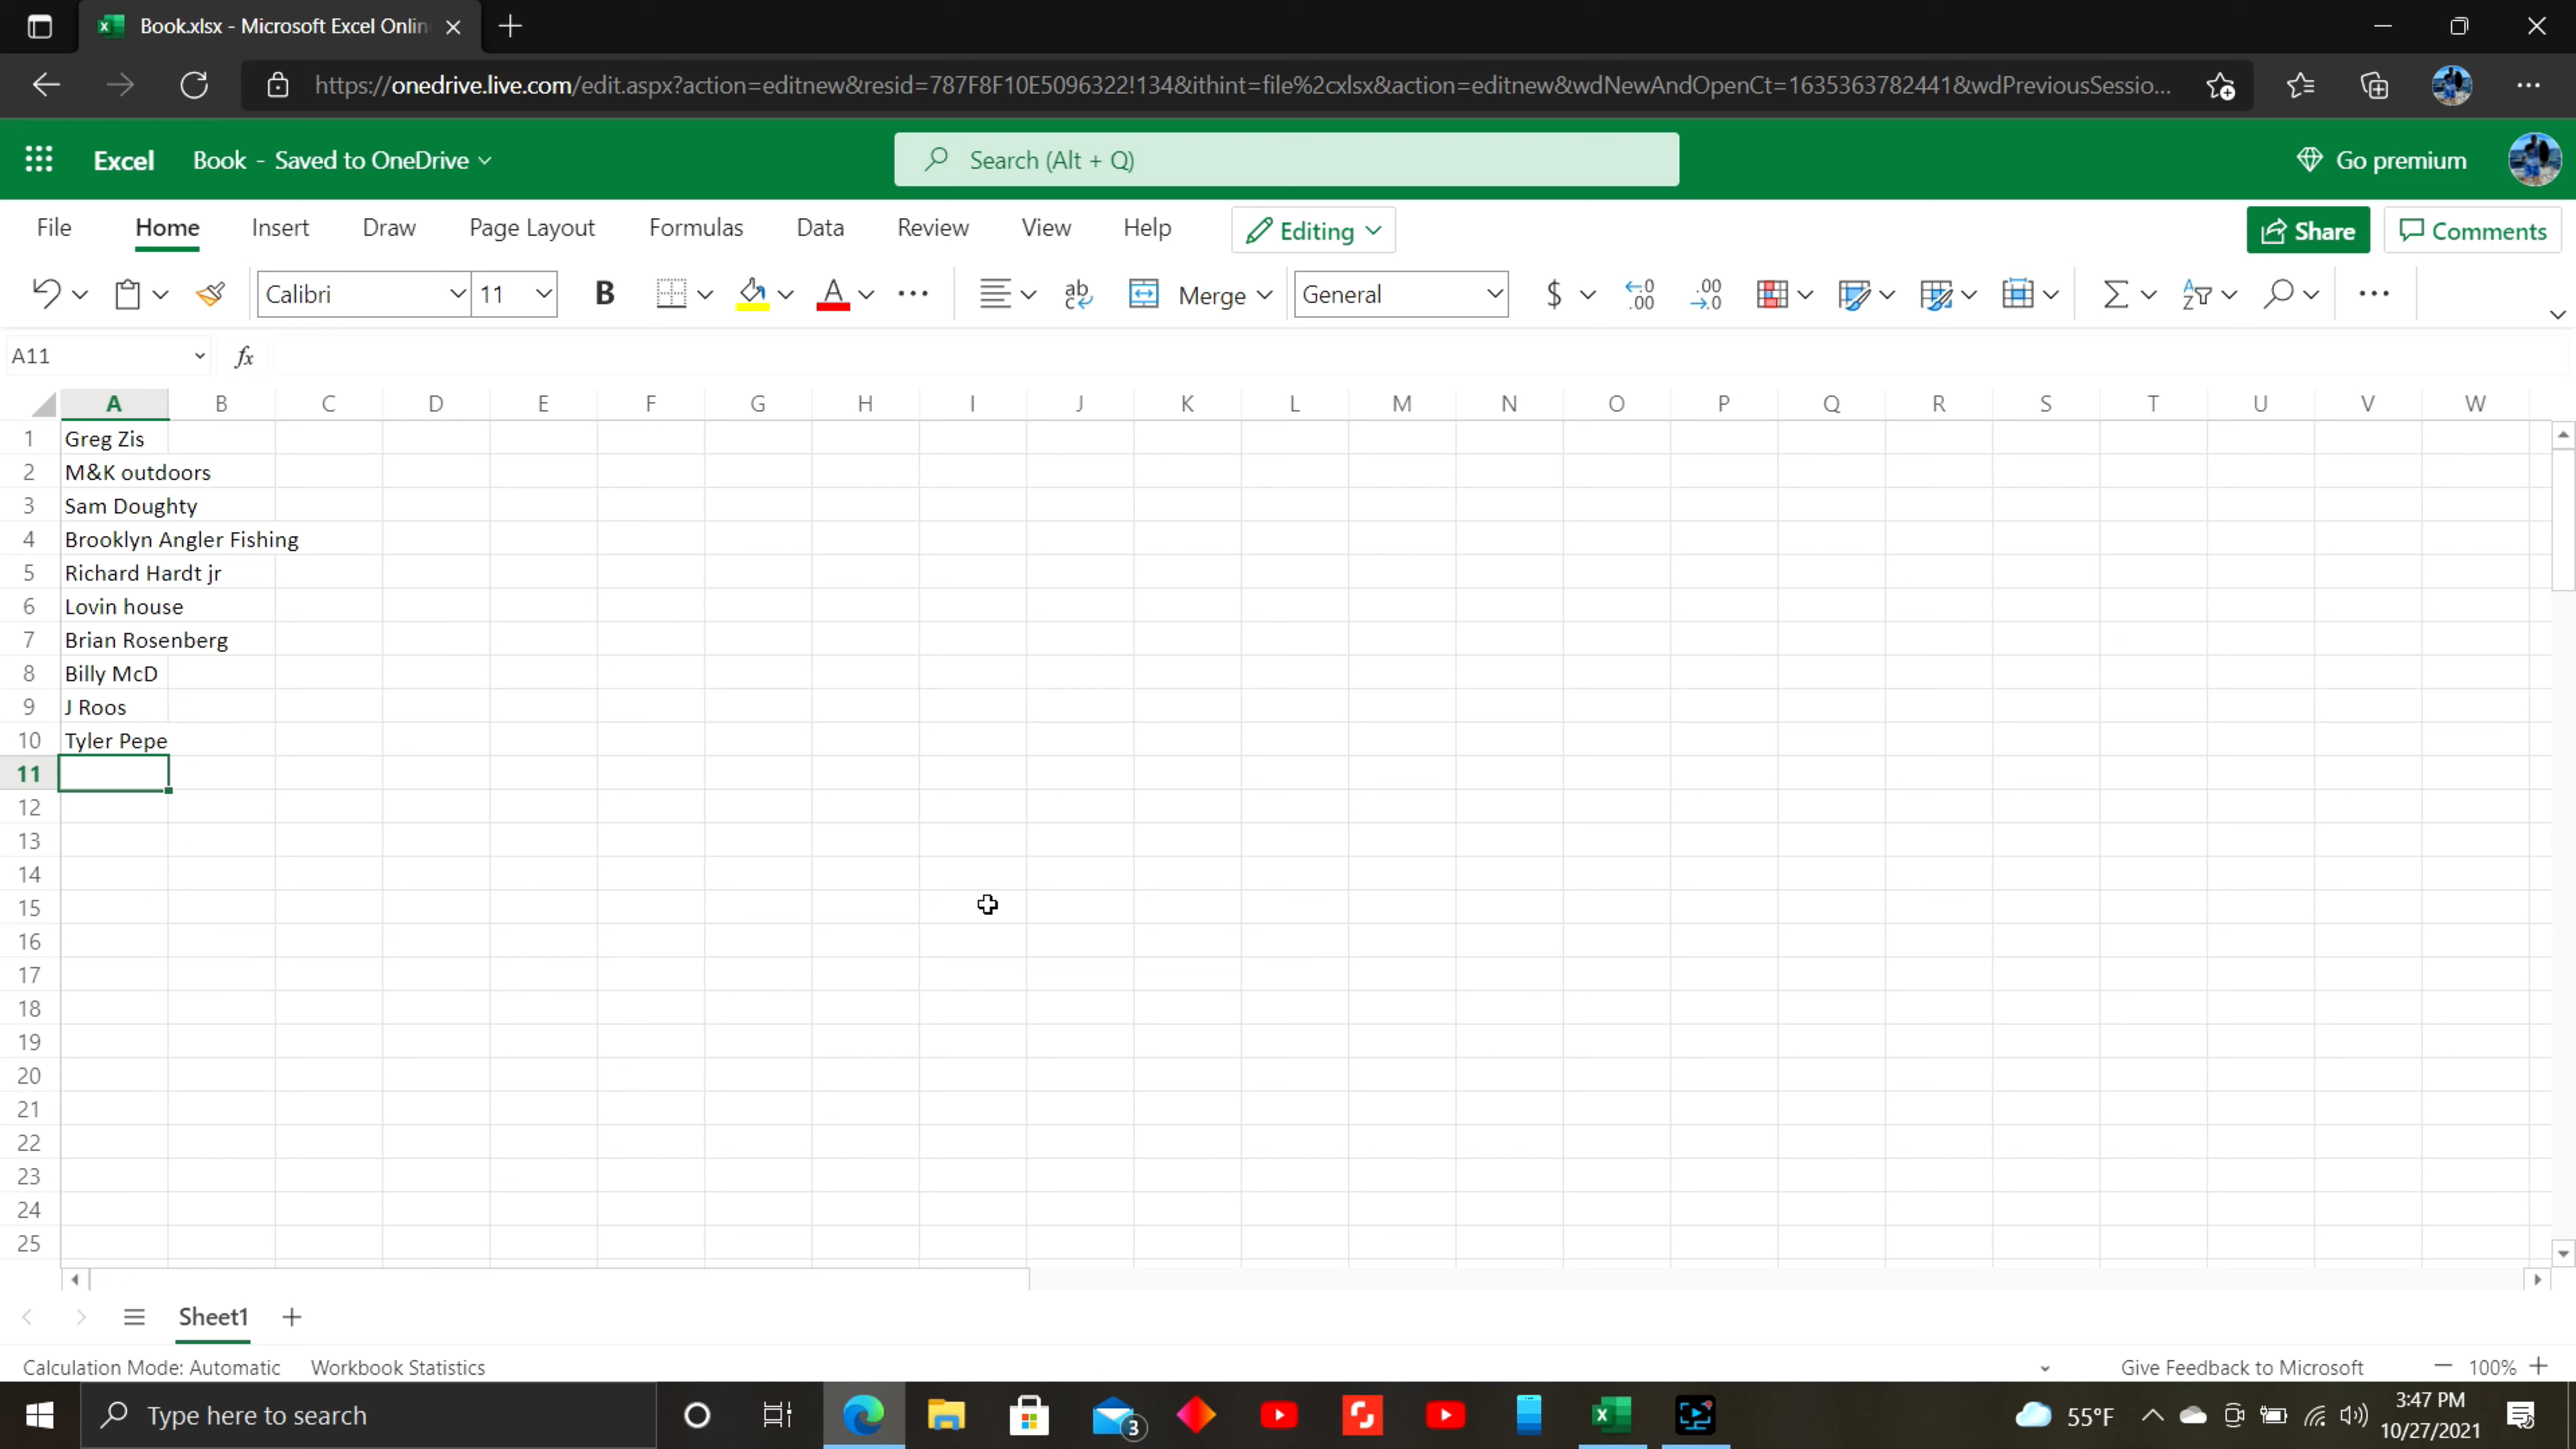 Book.xlsx - Microsoft Excel Onlin
https://onedrive.live.com/edit.aspx?action=editnew&resid=787F8F10E5096322!134&ithint=file%2cxlsx&action=editnew&wdNewAndOpenCt=1635363782441&wdPreviousSessio...
Excel Book - Saved to OneDrive Search (Alt + Q) Go premium
File Home Insert Draw Page Layout Formulas Data Review View Help Editing Share Comments
Calibri 11 B A ab c Merge General $ .0 .00 .00 .0 A Z
A11 fx
A B C D E F G H I J K L M N O P Q R S T U V W
1 Greg Zis
2 M&K outdoors
3 Sam Doughty
4 Brooklyn Angler Fishing
5 Richard Hardt jr
6 Lovin house
7 Brian Rosenberg
8 Billy McD
9 J Roos
10 Tyler Pepe
11
12
13
14
15
16
17
18
19
20
21
22
23
24
25
Sheet1
Calculation Mode: Automatic Workbook Statistics Give Feedback to Microsoft 100%
Type here to search 3 55°F 3:47 PM
10/27/2021